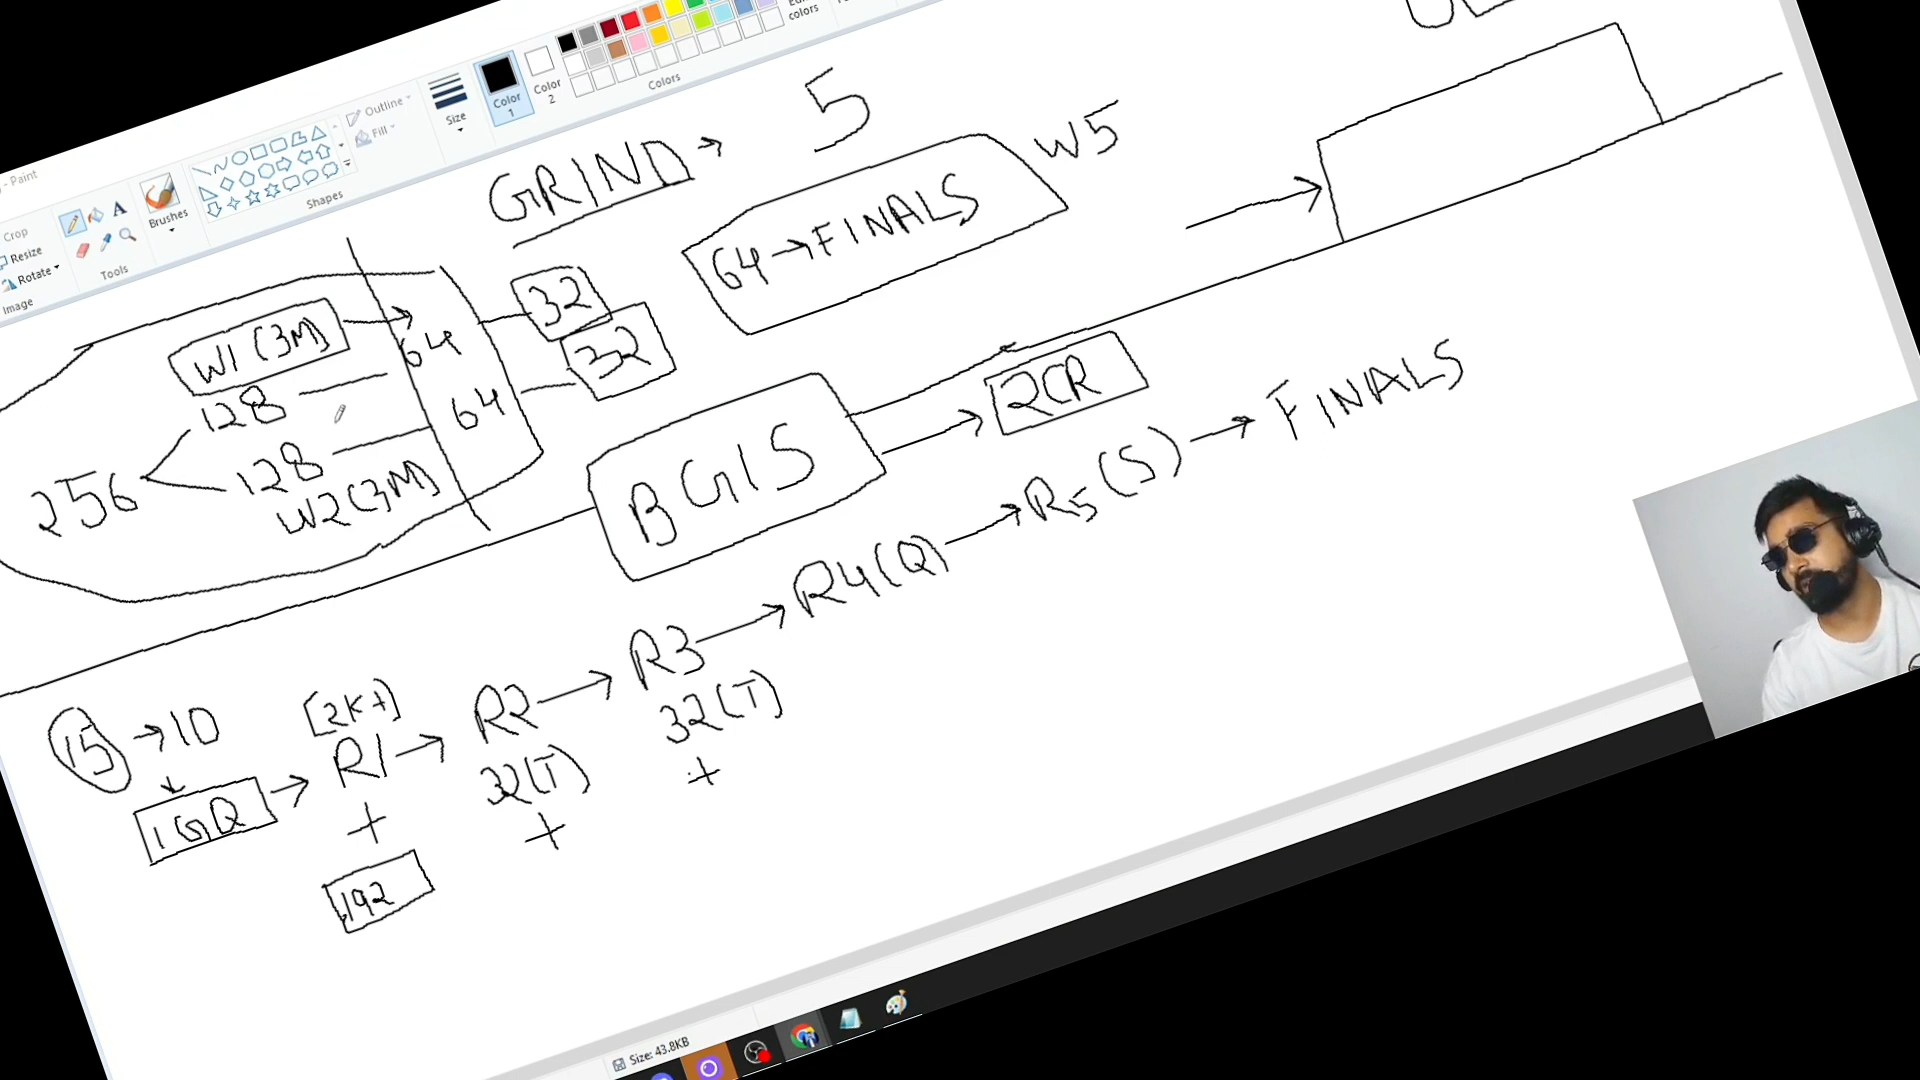 - Paint
Crop
Resize
Rotate
Image
Tools
Brushes
Shapes
Outline
Fill
Size
Color 1
Color 2
Colors
colors
GRIND → 5
W1 (3M) → 64
128
64
256
128
W2(3M)
32
32
64 → FINALS
W5
BGIS → 2CR
15 → 10
1GQ → R1 → R2 → R3 → R4(Q) → R5(S) → FINALS
[2K+]
32(T)
32(T)
+
+
+
192
Size: 43.8KB